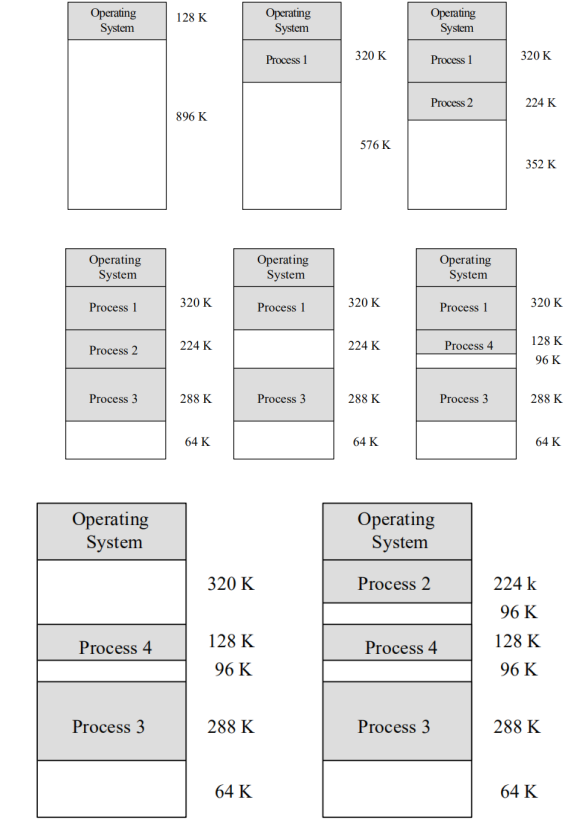 Operating
System
128 K
896 K
Operating
System
Process 1
320 K
576 K
Operating
System
Process 1
320 K
Process 2
224 K
352 K
Operating
System
Process 1
320 K
Process 2
224 K
Process 3
288 K
64 K
Operating
System
Process 1
320 K
224 K
Process 3
288 K
64 K
Operating
System
Process 1
320 K
Process 4
128 K
96 K
Process 3
288 K
64 K
Operating
System
320 K
Process 4
128 K
96 K
Process 3
288 K
64 K
Operating
System
Process 2
224 k
96 K
Process 4
128 K
96 K
Process 3
288 K
64 K